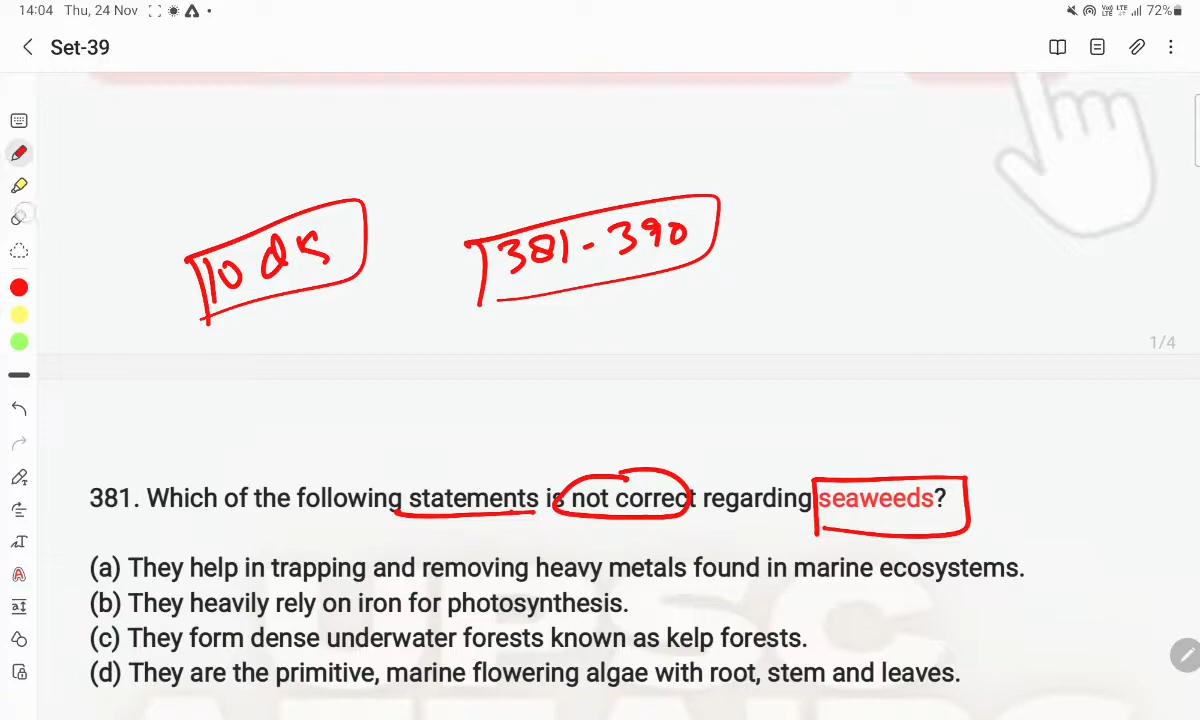 14:04 Thu, 24 Nov
72%
Set-39
10 Qs
381-390
1/4
381. Which of the following statements is not correct regarding seaweeds?
(a) They help in trapping and removing heavy metals found in marine ecosystems.
(b) They heavily rely on iron for photosynthesis.
(c) They form dense underwater forests known as kelp forests.
(d) They are the primitive, marine flowering algae with root, stem and leaves.
UPSC